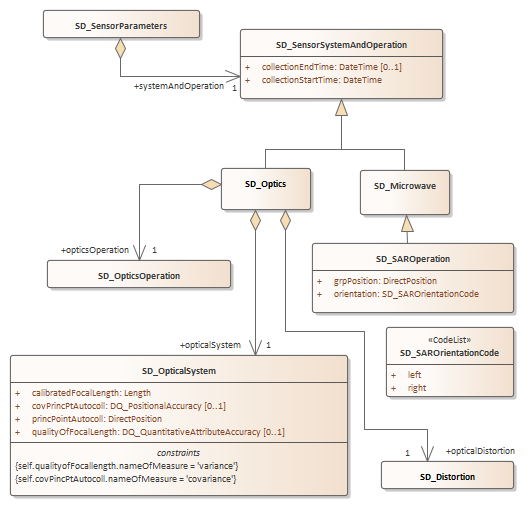 SD_SensorParameters
SD_SensorSystemAndOperation
+ collectionEndTime: DateTime [0..1]
+ collectionStartTime: DateTime
+systemAndOperation 1
SD_Optics
SD_Microwave
+opticsOperation 1
SD_OpticsOperation
SD_SAROperation
+ grpPosition: DirectPosition
+ orientation: SD_SAROrientationCode
«CodeList»
SD_SAROrientationCode
+ left
+ right
+opticalSystem 1
SD_OpticalSystem
+ calibratedFocalLength: Length
+ covPrincPtAutocoll: DQ_PositionalAccuracy [0..1]
+ princPointAutocoll: DirectPosition
+ qualityOfFocalLength: DQ_QuantitativeAttributeAccuracy [0..1]
constraints
{self.qualityofFocallength.nameOfMeasure = 'variance'}
{self.covPincPtAutocoll.nameOfMeasure = 'covariance'}
1 +opticalDistortion
SD_Distortion